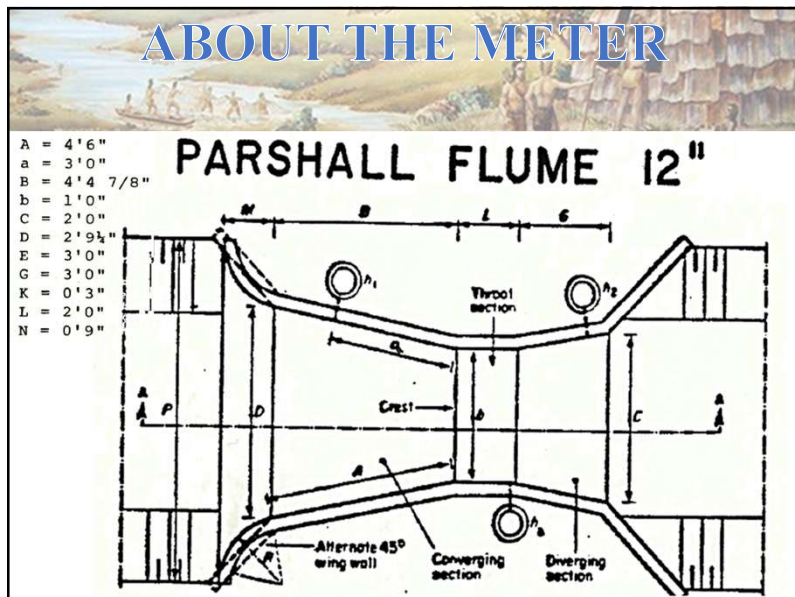 ABOUT THE METER
PARSHALL FLUME 12"
A = 4'6"
a = 3'0"
B = 4'4 7/8"
b = 1'0"
C = 2'0"
D = 2'9¼"
E = 3'0"
G = 3'0"
K = 0'3"
L = 2'0"
N = 0'9"
M
B
L
G
h₁
h₂
Throat
section
a
a
a
P
D
Crest
b
C
A
h
R
Alternate 45°
wing wall
Converging
section
Diverging
section